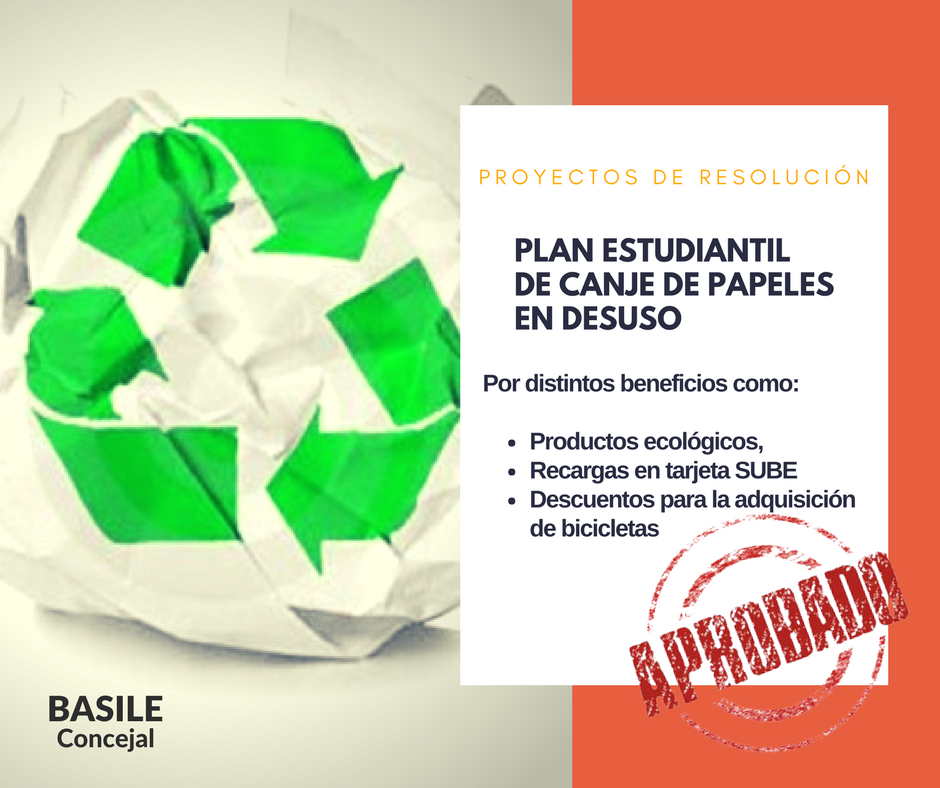 PROYECTOS DE RESOLUCIÓN
PLAN ESTUDIANTIL
DE CANJE DE PAPELES
EN DESUSO
Por distintos beneficios como:
• Productos ecológicos,
• Recargas en tarjeta SUBE
• Descuentos para la adquisición
de bicicletas
APROBADO
BASILE
Concejal